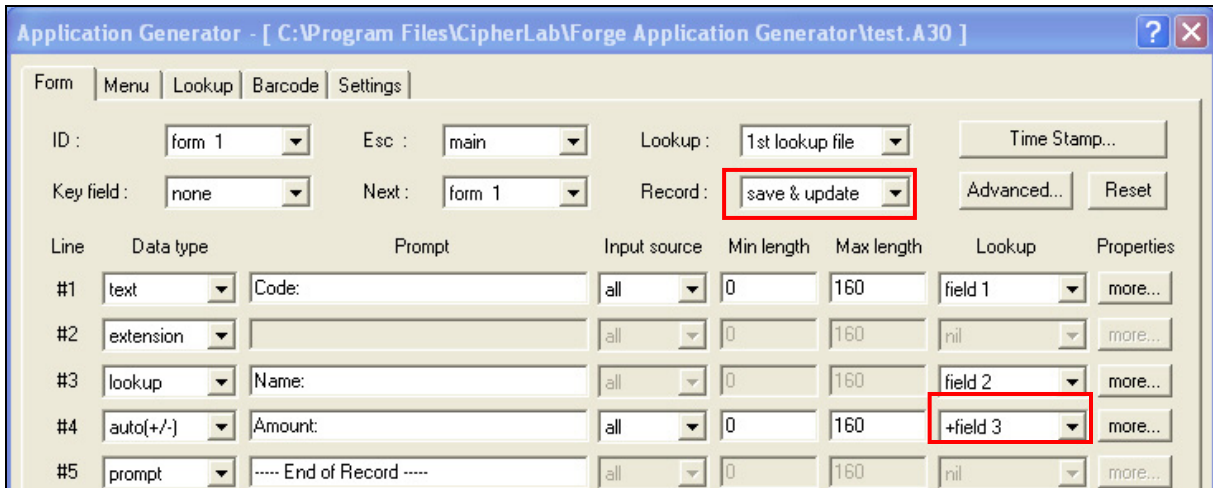 Application Generator - [ C:\Program Files\CipherLab\Forge Application Generator\test.A30 ]
Form Menu Lookup Barcode Settings
ID : form 1 Esc : main Lookup : 1st lookup file Time Stamp...
Key field : none Next : form 1 Record : save & update Advanced... Reset
Line Data type Prompt Input source Min length Max length Lookup Properties
#1 text Code: all 0 160 field 1 more...
#2 extension all 0 160 nil more...
#3 lookup Name: all 0 160 field 2 more...
#4 auto(+/-) Amount: all 0 160 +field 3 more...
#5 prompt ----- End of Record ----- all 0 160 nil more...